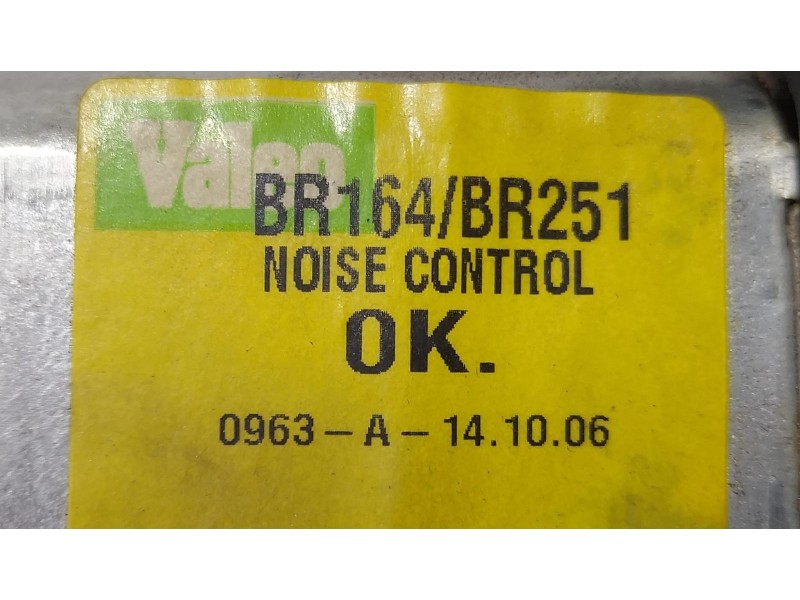 Valeo
BR164/BR251
NOISE CONTROL
OK.
0963-A-14.10.06